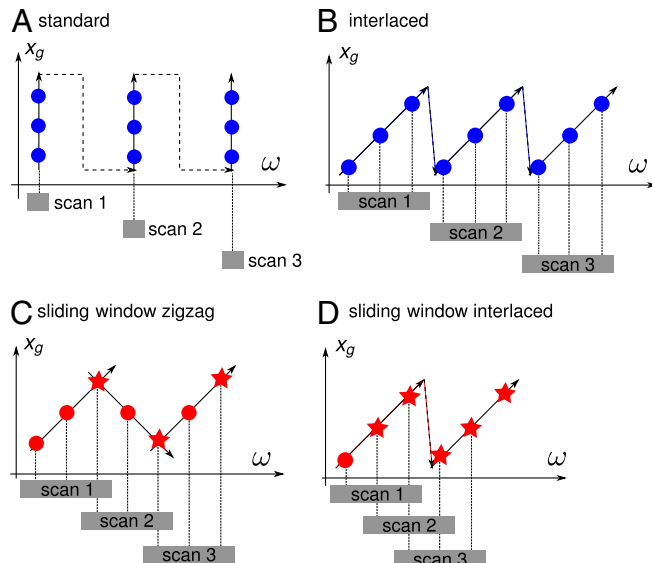 A standard
x_g
ω
scan 1
scan 2
scan 3
B interlaced
x_g
ω
scan 1
scan 2
scan 3
C sliding window zigzag
x_g
ω
scan 1
scan 2
scan 3
D sliding window interlaced
x_g
ω
scan 1
scan 2
scan 3